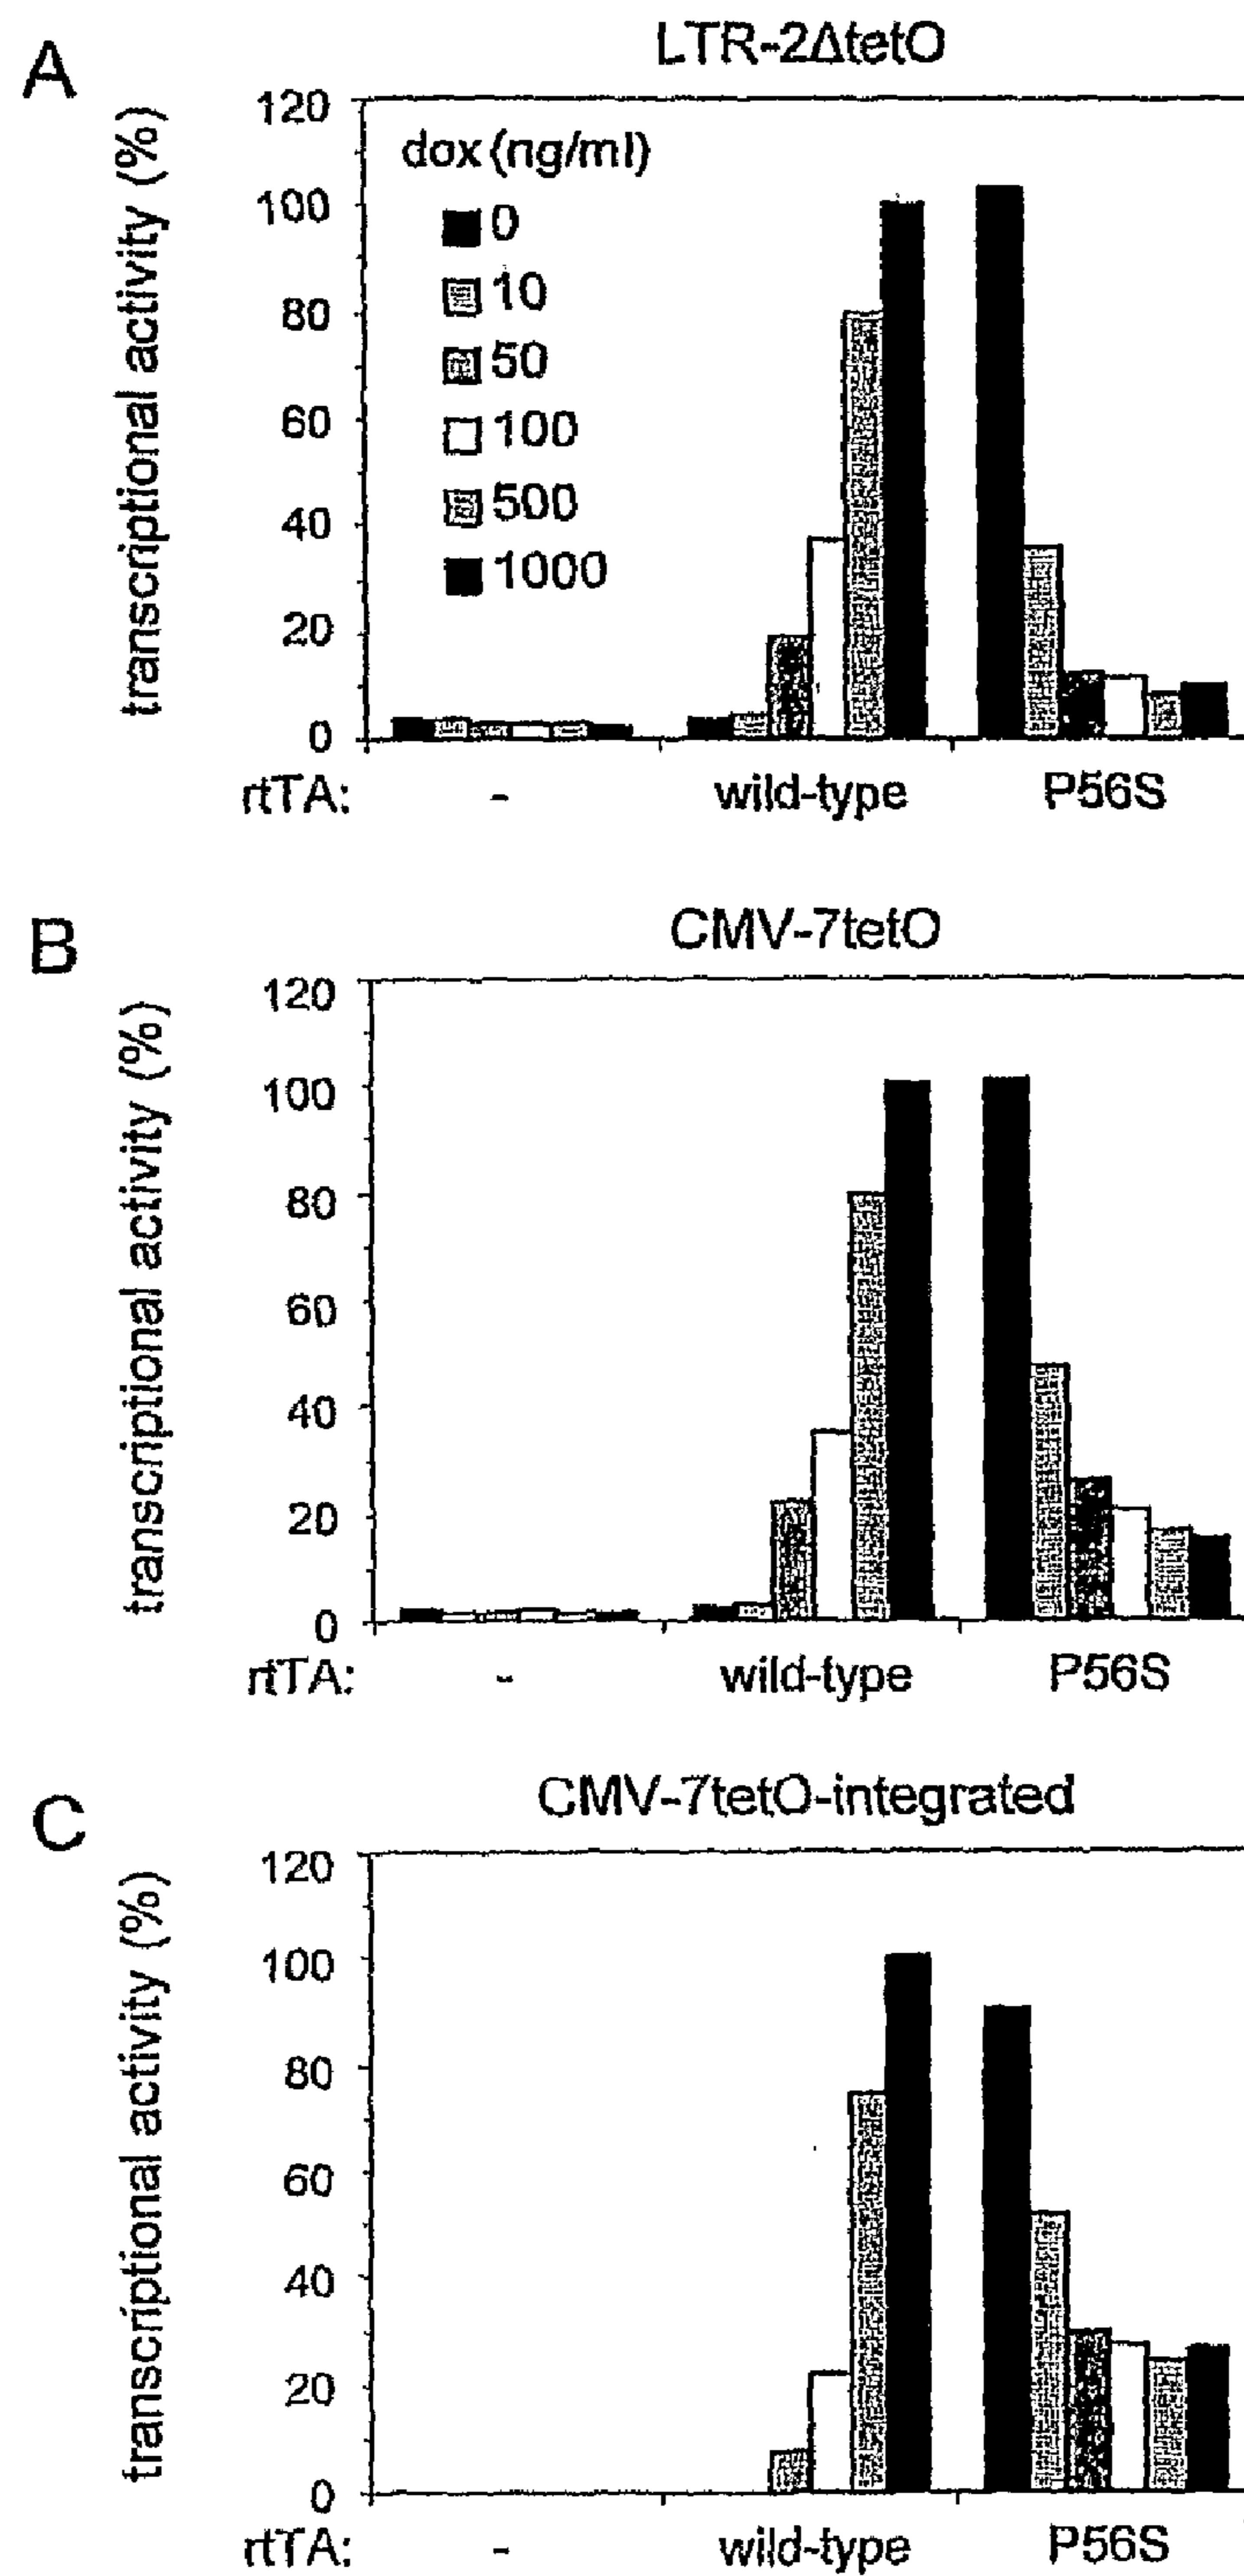 A
LTR-2ΔtetO
transcriptional activity (%)
120
100
80
60
40
20
0
dox (ng/ml)
0
10
50
100
500
1000
rtTA: - wild-type P56S
B
CMV-7tetO
transcriptional activity (%)
120
100
80
60
40
20
0
rtTA: - wild-type P56S
C
CMV-7tetO-integrated
transcriptional activity (%)
120
100
80
60
40
20
0
rtTA: - wild-type P56S